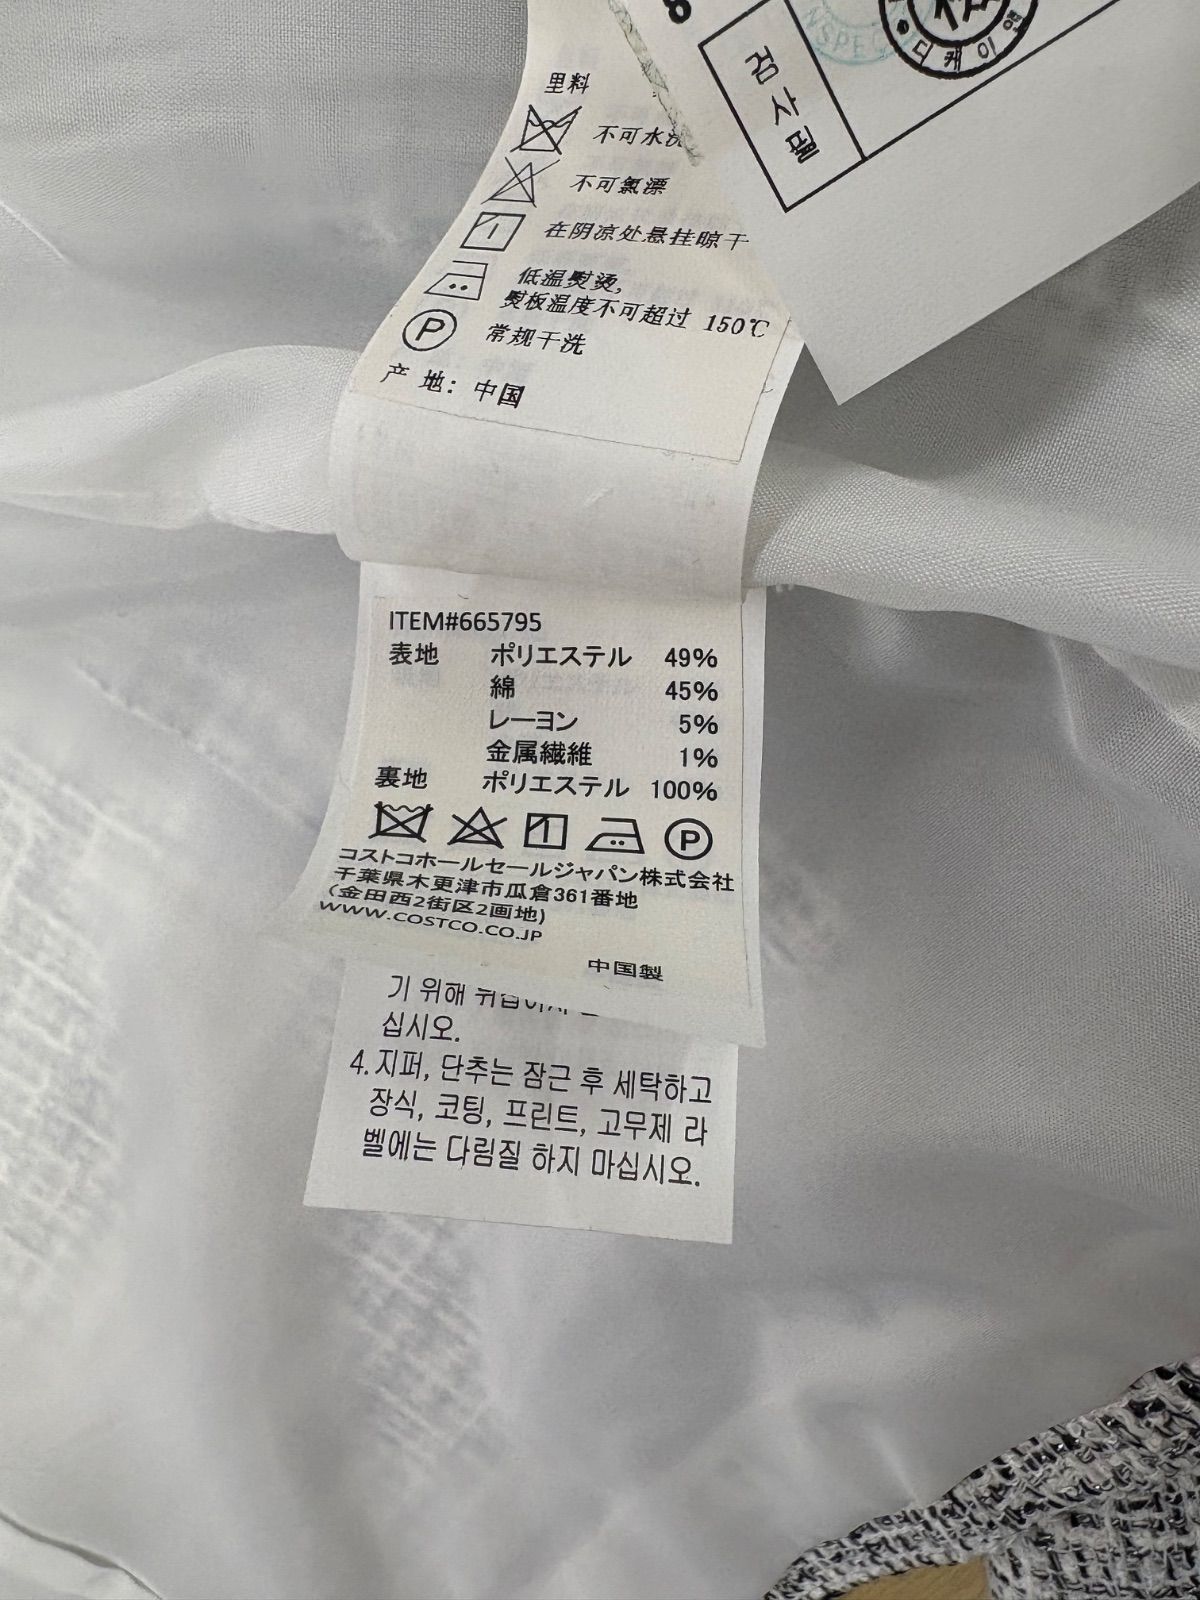 8
검사필
NSPEC
디케이
里料
不可水洗
不可氯漂
在阴凉处悬挂晾干
低温熨烫,
熨板温度不可超过 150℃
P 常规干洗
产 地: 中国
ITEM#665795
表地 ポリエステル 49%
綿 45%
レーヨン 5%
金属繊維 1%
裏地 ポリエステル 100%
P
コストコホールセールジャパン株式会社
千葉県木更津市瓜倉361番地
(金田西2街区2画地)
WWW.COSTCO.CO.JP
中国製
기 위해
십시오.
4. 지퍼, 단추는 잠근 후 세탁하고
장식, 코팅, 프린트, 고무제 라
벨에는 다림질 하지 마십시오.